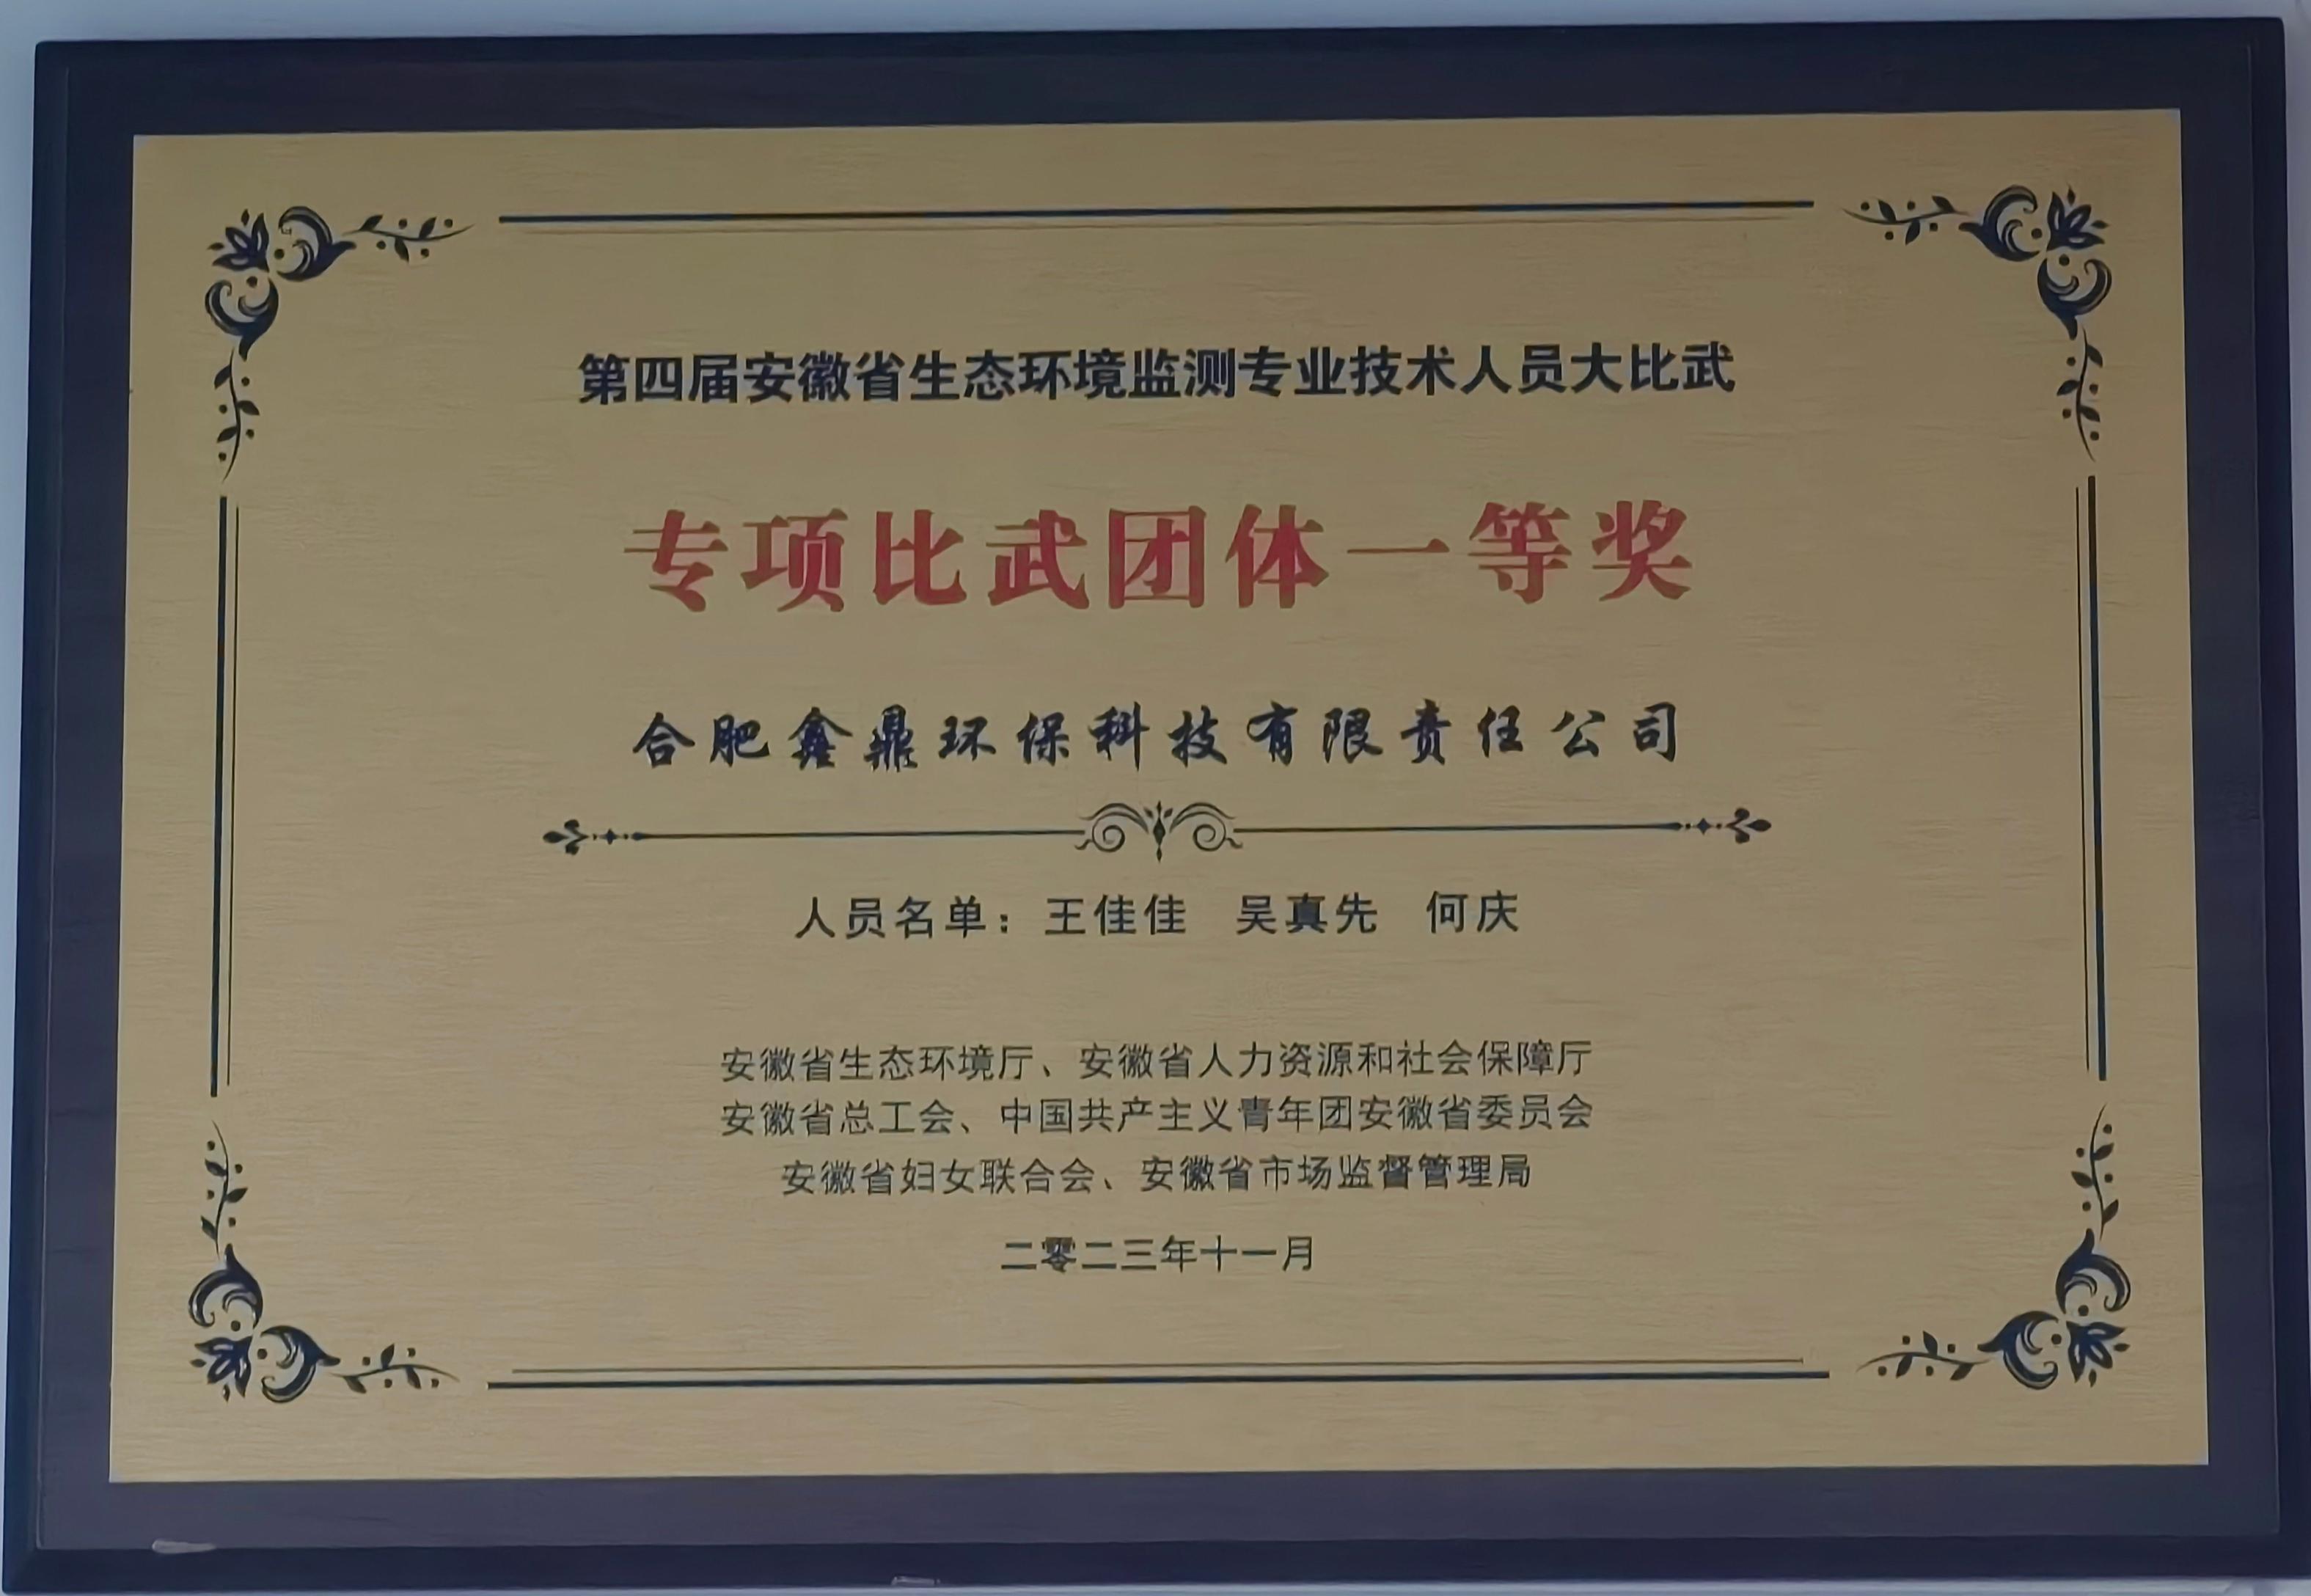 第四届安徽省生态环境监测专业技术人员大比武
专项比武团体一等奖
合肥鑫鼎环保科技有限责任公司
人员名单：王佳佳　吴真先　何庆
安徽省生态环境厅、安徽省人力资源和社会保障厅
安徽省总工会、中国共产主义青年团安徽省委员会
安徽省妇女联合会、安徽省市场监督管理局
二零二三年十一月